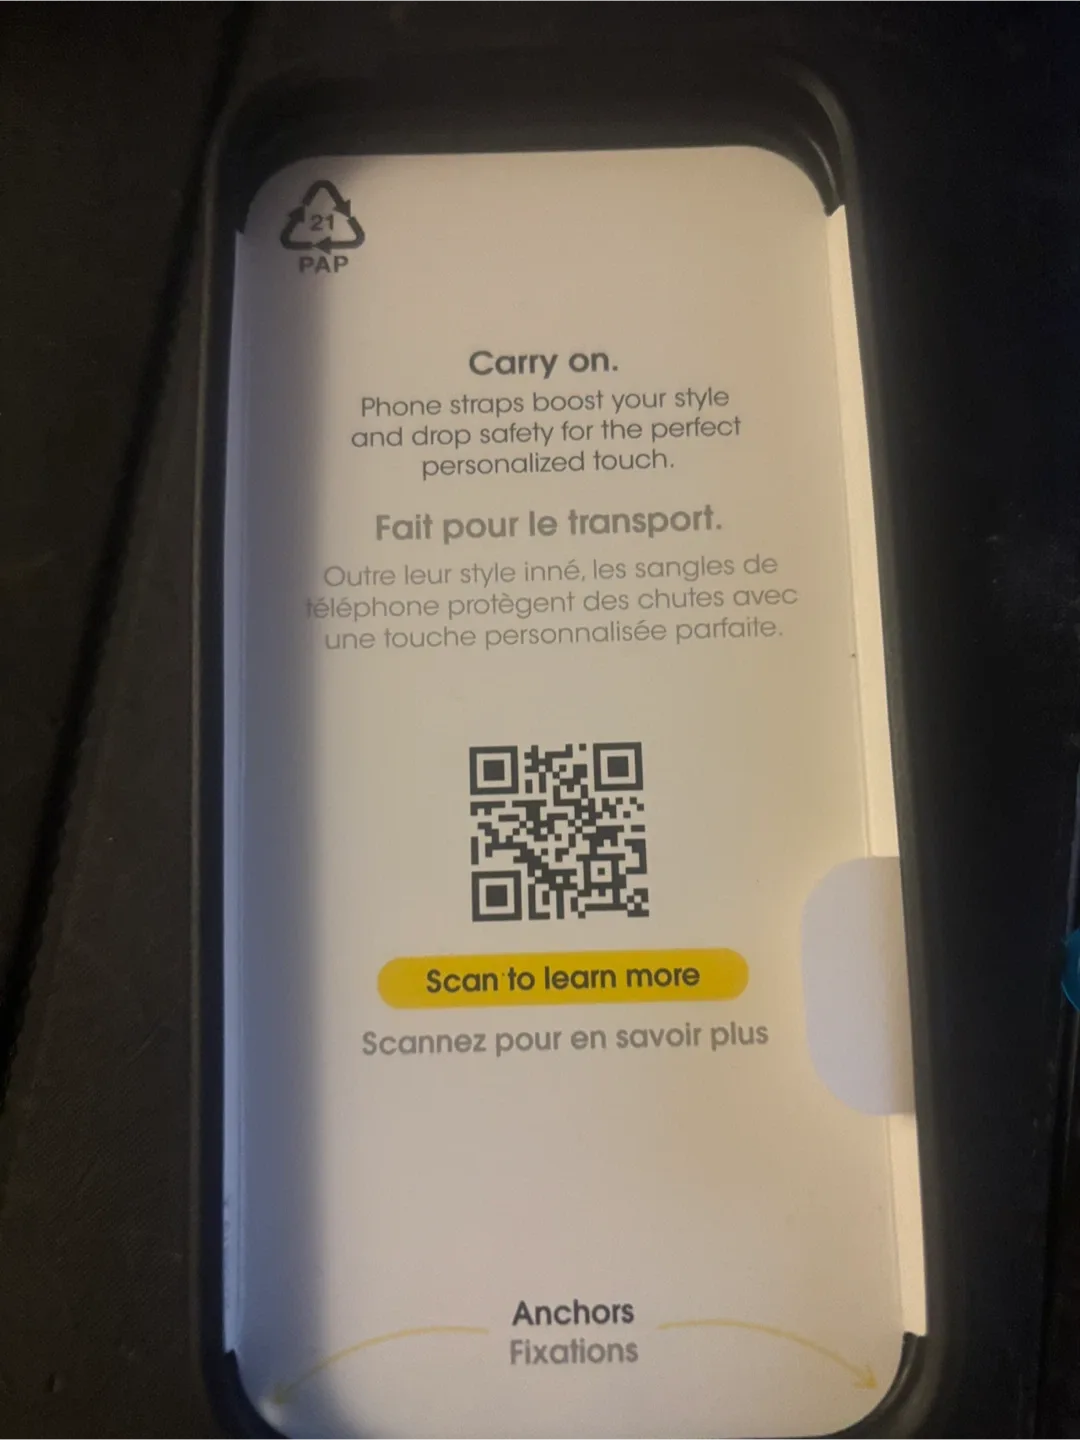 21
PAP
Carry on.
Phone straps boost your style
and drop safety for the perfect
personalized touch.
Fait pour le transport.
Outre leur style inné, les sangles de
téléphone protègent des chutes avec
une touche personnalisée parfaite.
Scan to learn more
Scannez pour en savoir plus
Anchors
Fixations